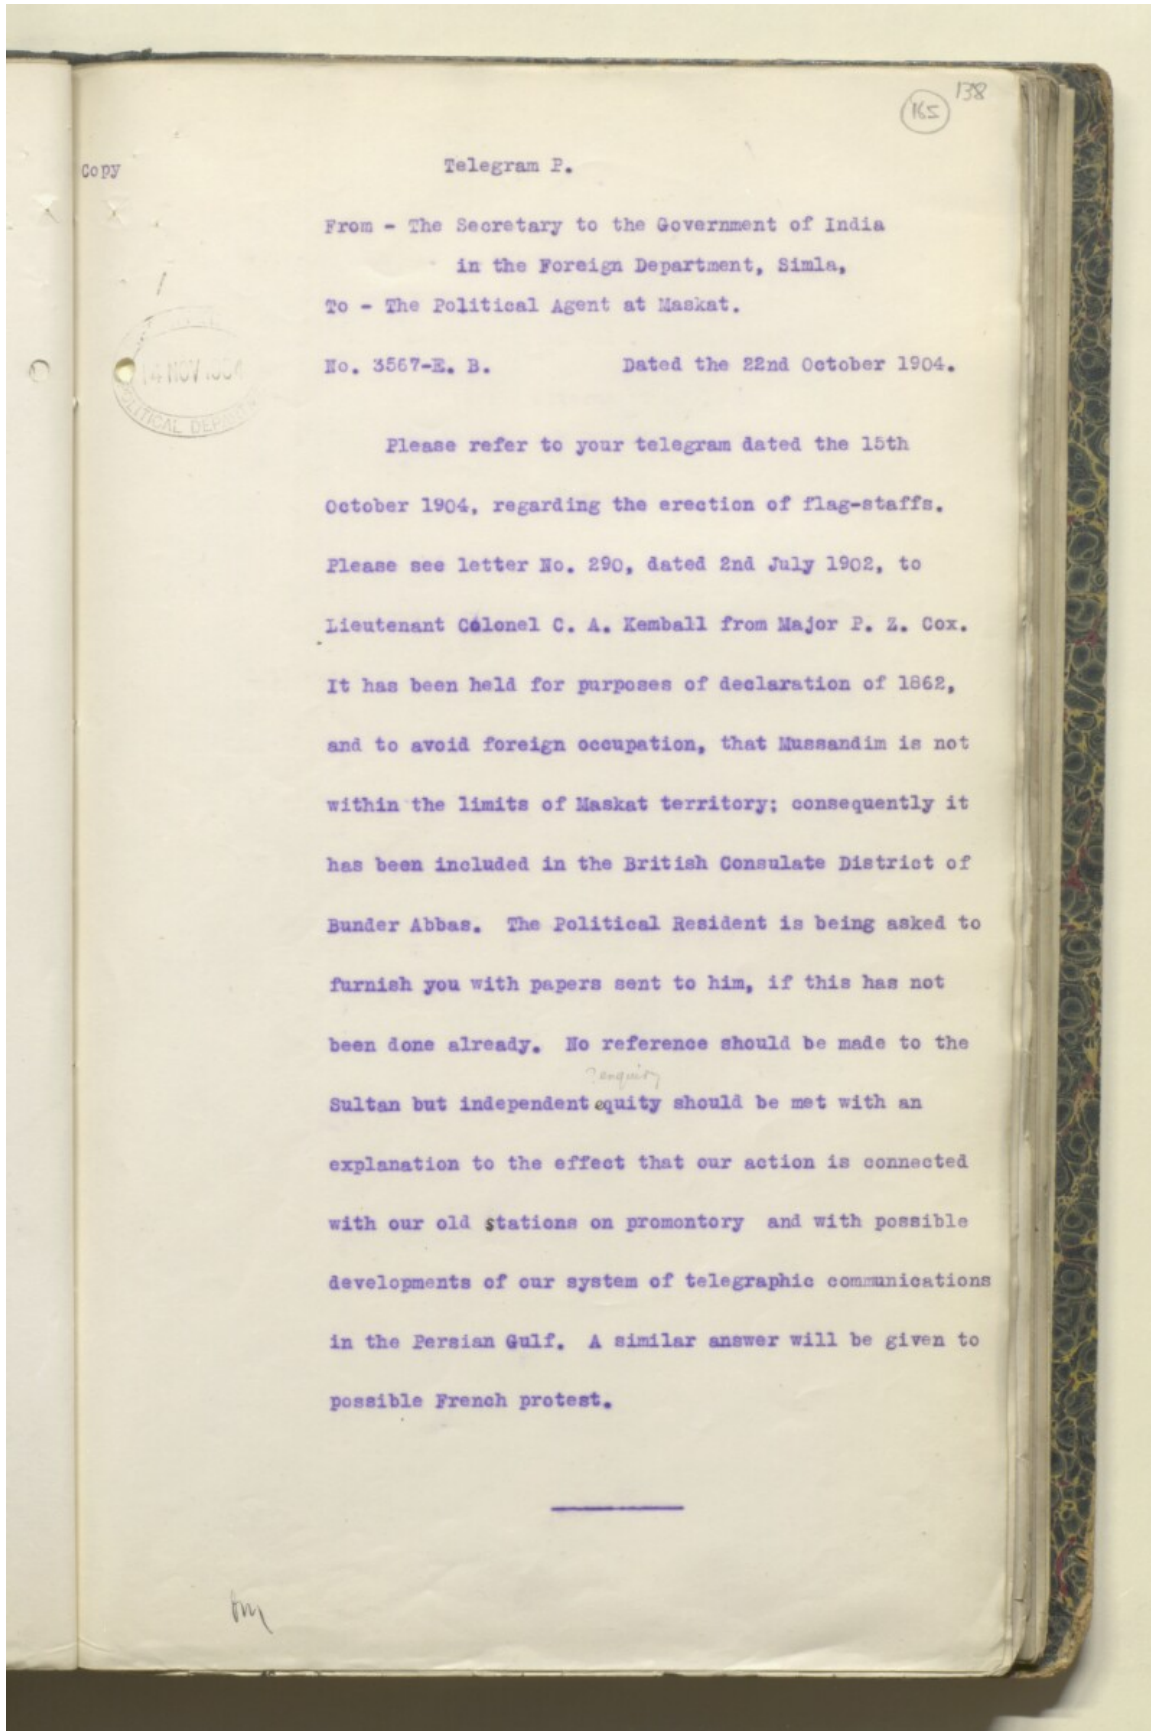 165
138
Copy
Telegram P.
From - The Secretary to the Government of India
in the Foreign Department, Simla,
To - The Political Agent at Maskat.
No. 3567-E. B. Dated the 22nd October 1904.
14 NOV 1904
POLITICAL DEPART
Please refer to your telegram dated the 15th
October 1904, regarding the erection of flag-staffs.
Please see letter No. 290, dated 2nd July 1902, to
Lieutenant Colonel C. A. Kemball from Major P. Z. Cox.
It has been held for purposes of declaration of 1862,
and to avoid foreign occupation, that Mussandim is not
within the limits of Maskat territory; consequently it
has been included in the British Consulate District of
Bunder Abbas. The Political Resident is being asked to
furnish you with papers sent to him, if this has not
been done already. No reference should be made to the
? enquiry
Sultan but independent equity should be met with an
explanation to the effect that our action is connected
with our old stations on promontory and with possible
developments of our system of telegraphic communications
in the Persian Gulf. A similar answer will be given to
possible French protest.